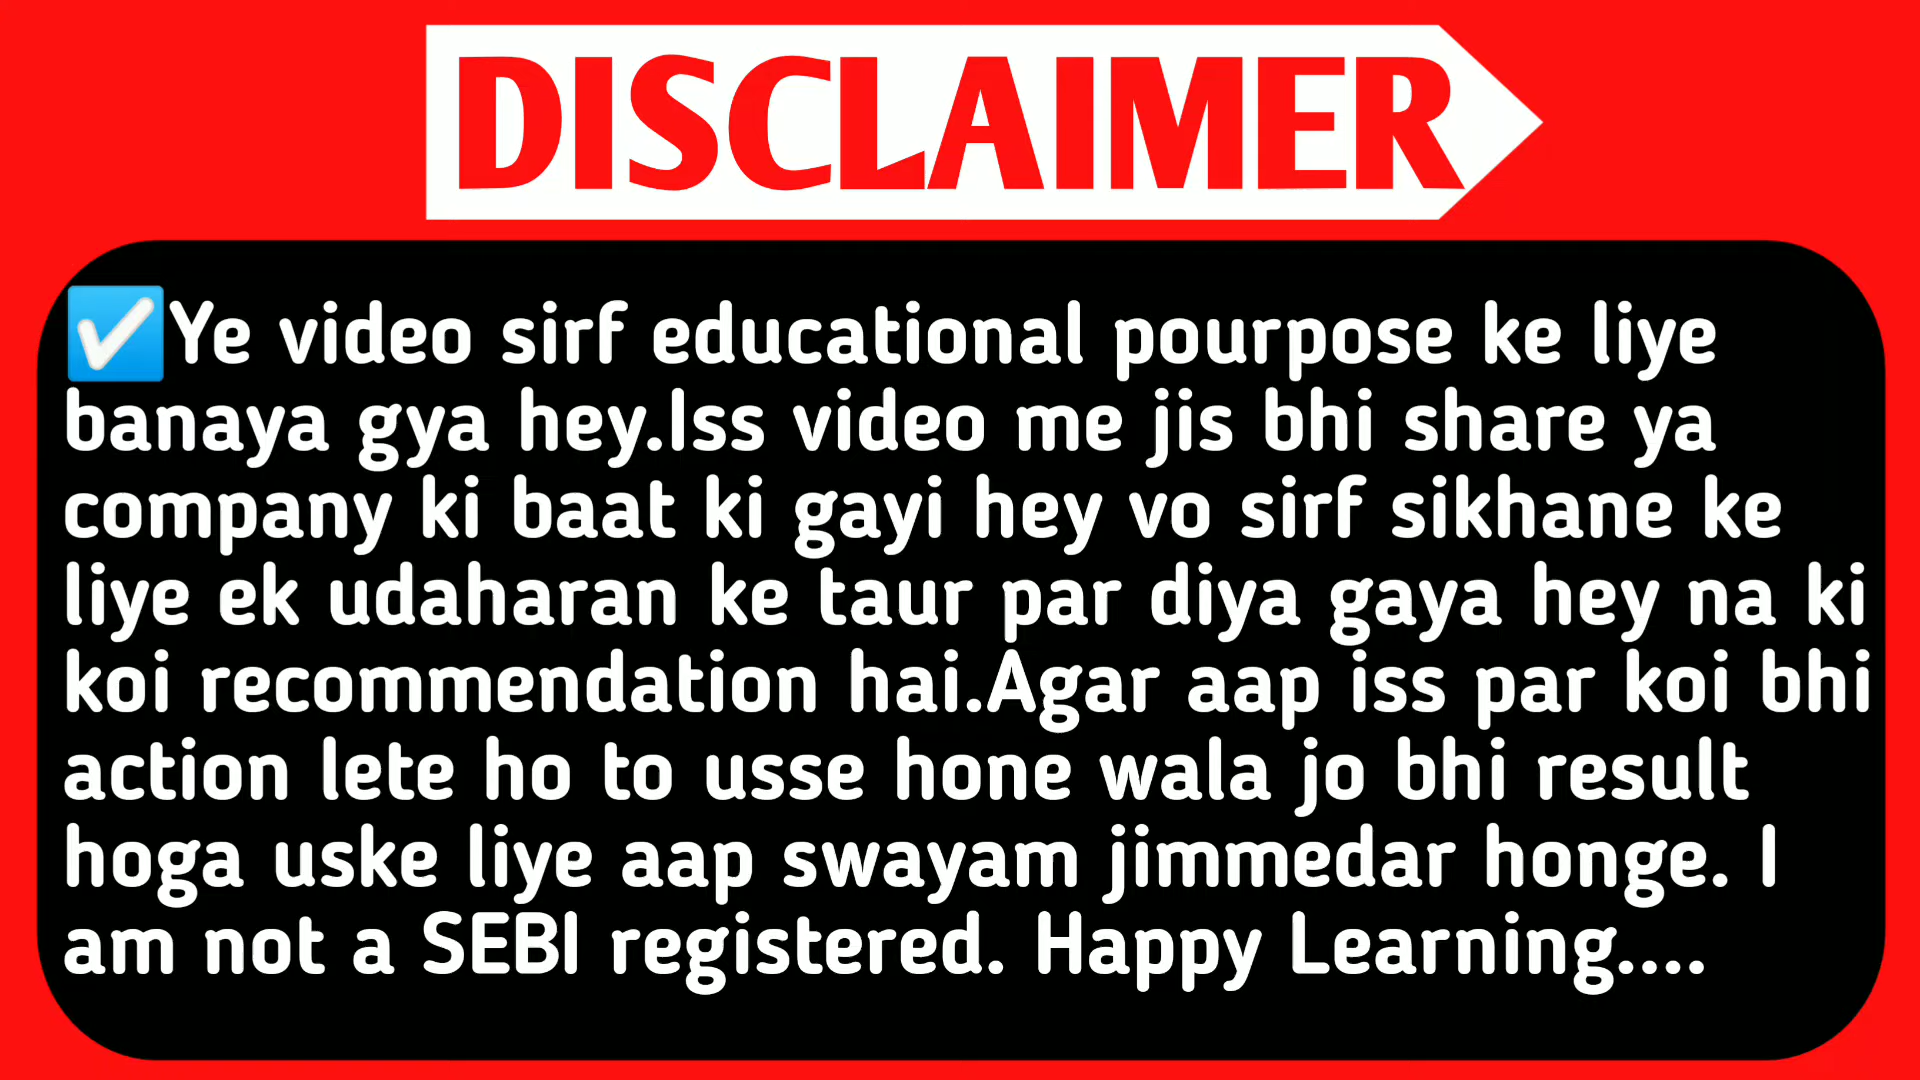 DISCLAIMER
✅Ye video sirf educational pourpose ke liye
banaya gya hey.Iss video me jis bhi share ya
company ki baat ki gayi hey vo sirf sikhane ke
liye ek udaharan ke taur par diya gaya hey na ki
koi recommendation hai.Agar aap iss par koi bhi
action lete ho to usse hone wala jo bhi result
hoga uske liye aap swayam jimmedar honge. I
am not a SEBI registered. Happy Learning....